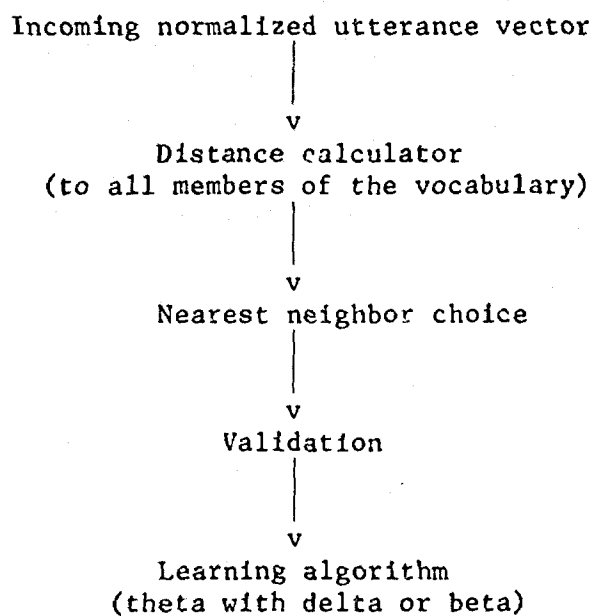 Incoming normalized utterance vector
v
Distance calculator
(to all members of the vocabulary)
v
Nearest neighbor choice
v
Validation
v
Learning algorithm
(theta with delta or beta)